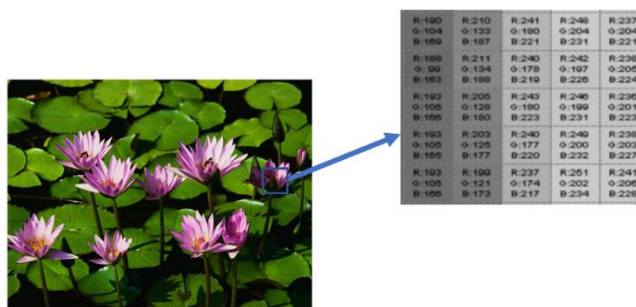 R:190 R:210 R:241 R:248 R:237
G:104 G:133 G:180 G:204 G:204
B:169 B:187 B:221 B:231 B:221
R:188 R:211 R:240 R:242 R:238
G: 99 G:134 G:178 G:197 G:205
B:163 B:188 B:219 B:226 B:224
R:193 R:205 R:243 R:246 R:236
G:105 G:128 G:180 G:199 G:201
B:166 B:180 B:223 B:231 B:223
R:193 R:203 R:240 R:249 R:238
G:105 G:125 G:177 G:200 G:203
B:165 B:177 B:220 B:232 B:227
R:193 R:199 R:237 R:251 R:241
G:105 G:121 G:174 G:202 G:206
B:166 B:173 B:217 B:234 B:228